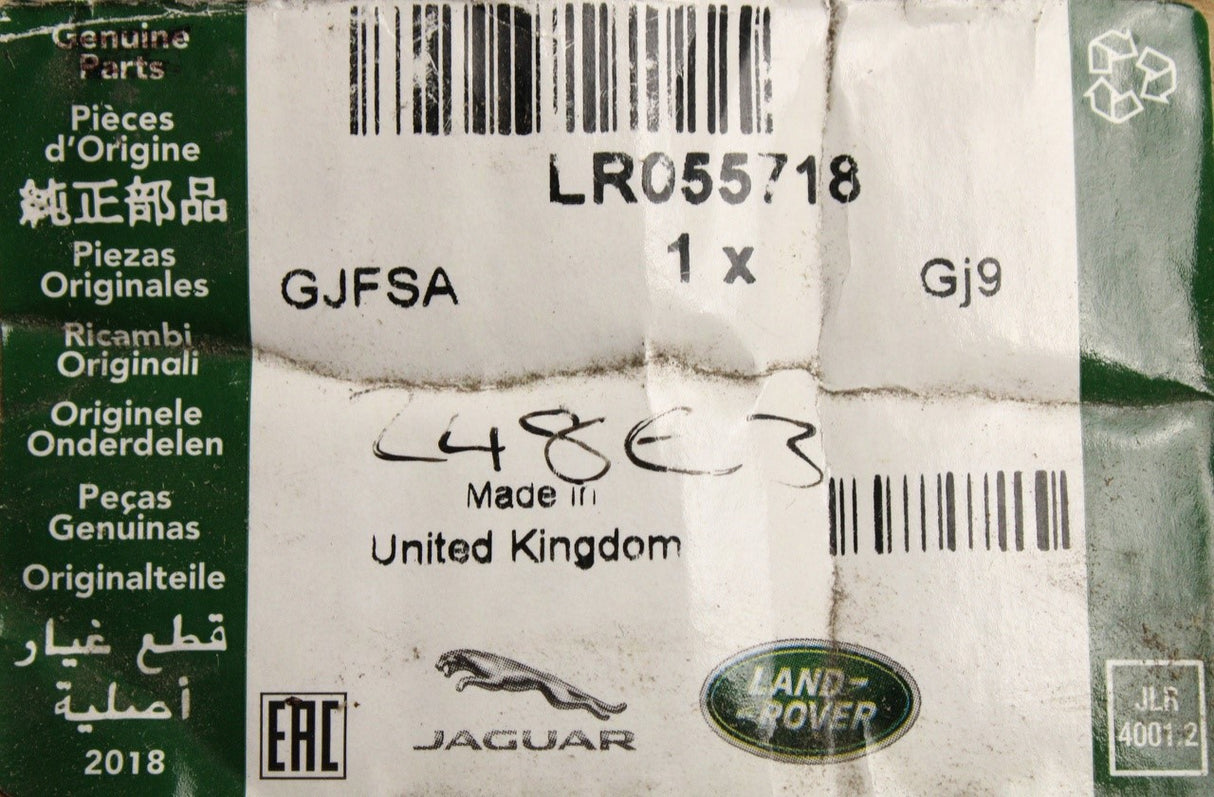 Genuine
Parts
Pièces
d'Origine
純正部品
Piezas
Originales
Ricambi
Originali
Originele
Onderdelen
Peças
Genuinas
Originalteile
قطع غيار
أصلية
2018
LR055718
1 x
GJFSA
Gj9
248E3
Made in
United Kingdom
EAC
JAGUAR
LAND-
-ROVER
JLR
4001.2